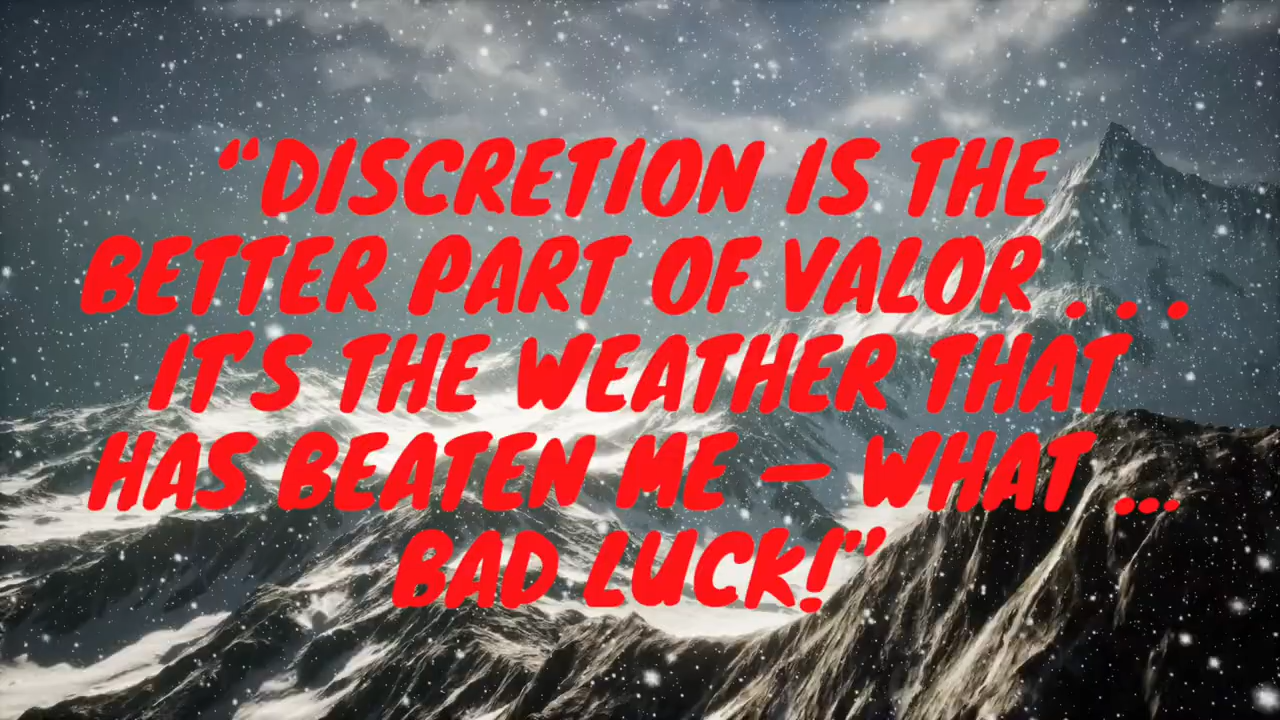 “DISCRETION IS THE
BETTER PART OF VALOR . . .
IT'S THE WEATHER THAT
HAS BEATEN ME – WHAT ...
BAD LUCK!”